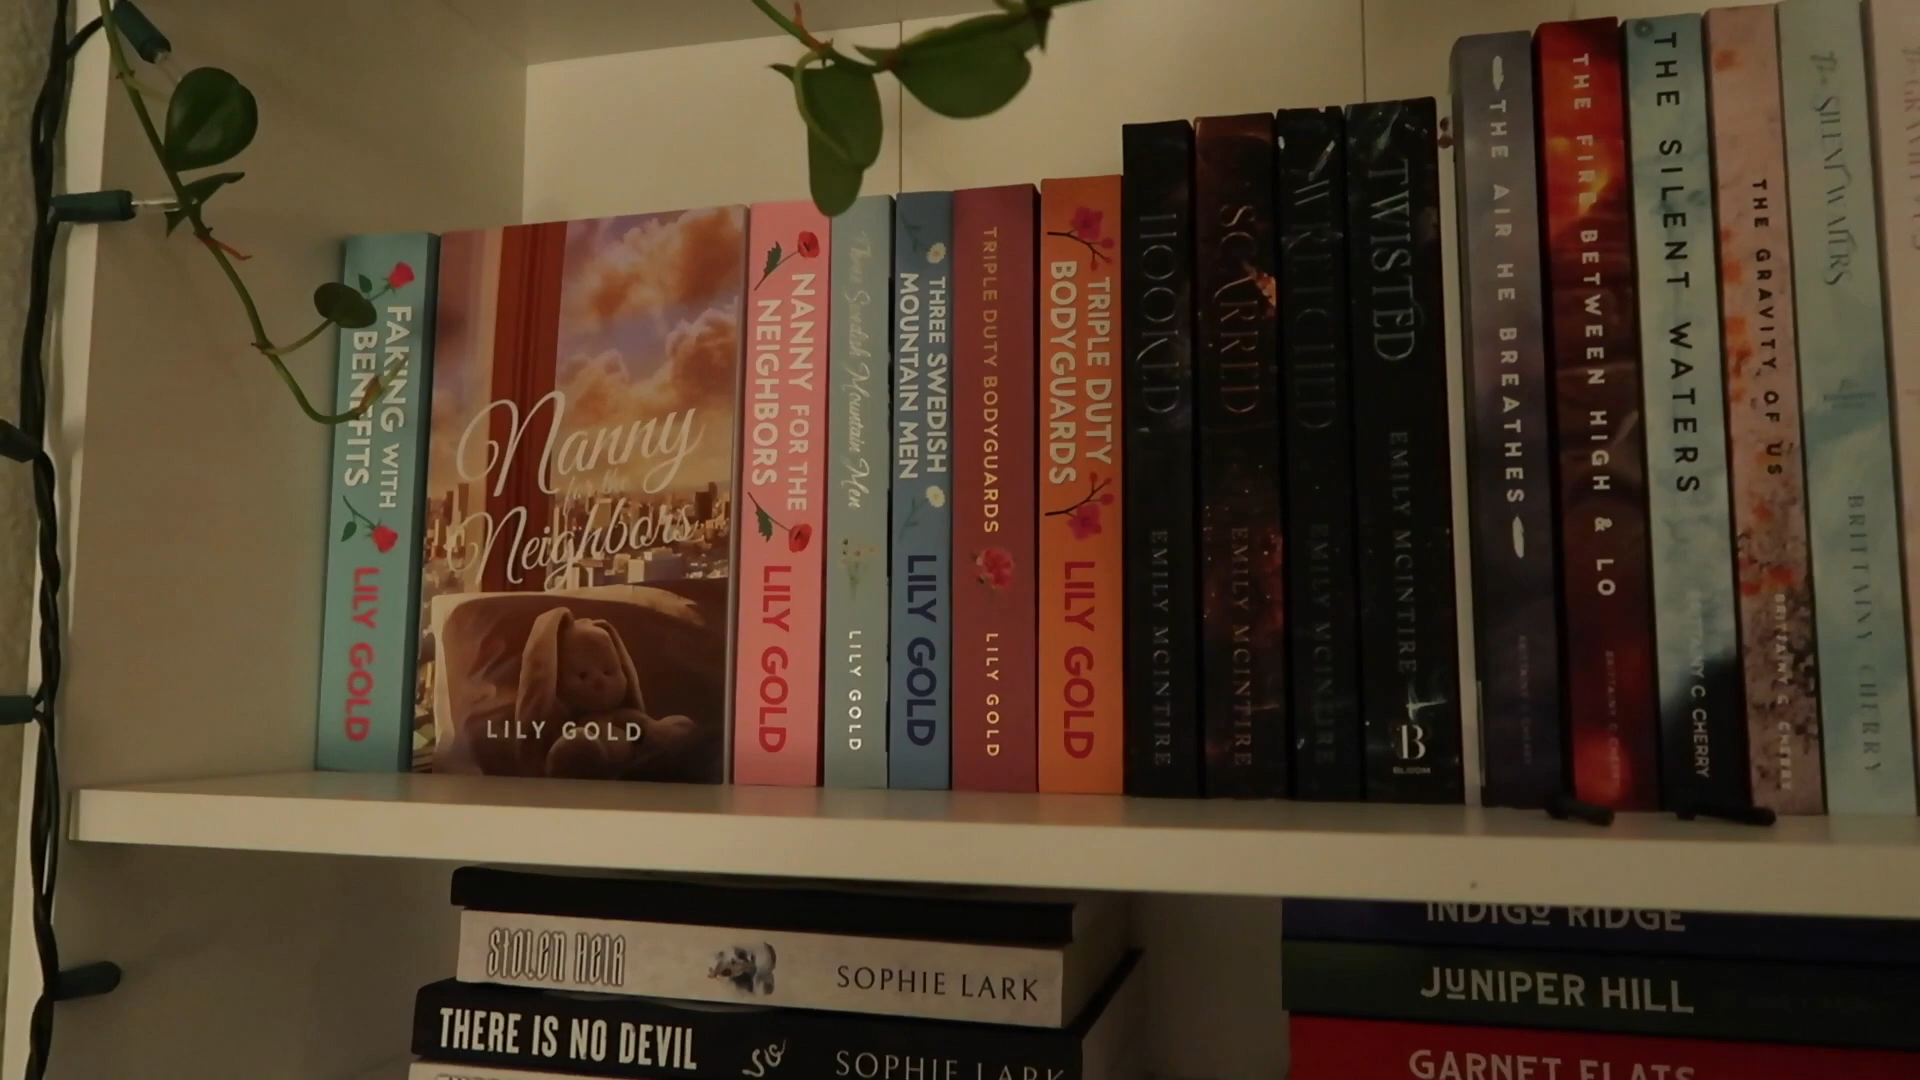 FAKING WITH
BENEFITS
LILY GOLD
Nanny
for the
Neighbors
LILY GOLD
NANNY FOR THE
NEIGHBORS
LILY GOLD
Three Swedish Mountain Men
LILY GOLD
THREE SWEDISH
MOUNTAIN MEN
LILY GOLD
TRIPLE DUTY BODYGUARDS
LILY GOLD
TRIPLE DUTY
BODYGUARDS
LILY GOLD
HOOKED
EMILY MCINTIRE
SCARRED
EMILY MCINTIRE
WRETCHED
EMILY MCINTIRE
TWISTED
EMILY MCINTIRE
B
BLOOM
THE AIR HE BREATHES
BRITTAINY C. CHERRY
THE FIRE BETWEEN HIGH & LO
BRITTAINY C. CHERRY
THE SILENT WATERS
BRITTAINY C. CHERRY
THE GRAVITY OF US
BRITTAINY C. CHERRY
The SILENT WATERS
BRITTAINY CHERRY
STOLEN HEIR
SOPHIE LARK
THERE IS NO DEVIL
SOPHIE LARK
INDIGO RIDGE
JUNIPER HILL
GARNET FLATS